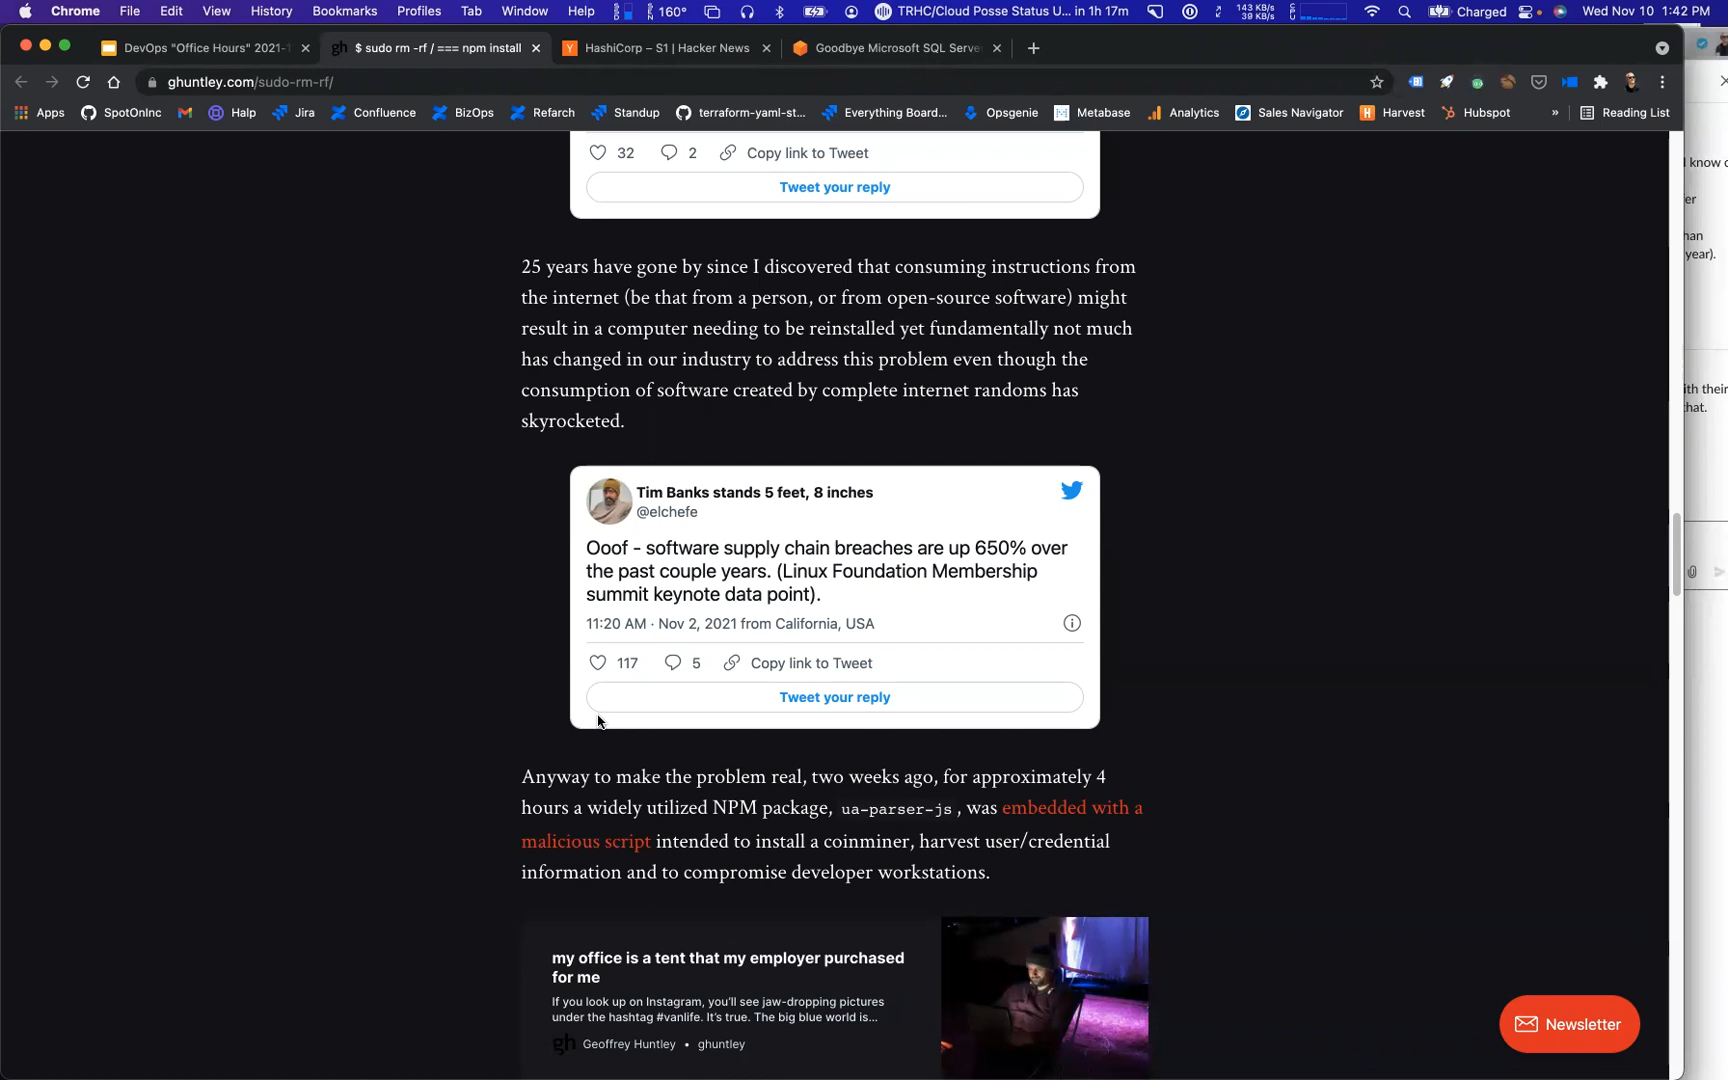 Chrome File Edit View History Bookmarks Profiles Tab Window Help 160° TRHC/Cloud Posse Status U... in 1h 17m 143 KB/s 39 KB/s Charged Wed Nov 10 1:42 PM
DevOps "Office Hours" 2021-1 $ sudo rm -rf / === npm install HashiCorp – S1 | Hacker News Goodbye Microsoft SQL Serve
ghuntley.com/sudo-rm-rf/
Apps SpotOnInc Halp Jira Confluence BizOps Refarch Standup terraform-yaml-st... Everything Board... Opsgenie Metabase Analytics Sales Navigator Harvest Hubspot » Reading List
32 2 Copy link to Tweet
Tweet your reply
25 years have gone by since I discovered that consuming instructions from
the internet (be that from a person, or from open-source software) might
result in a computer needing to be reinstalled yet fundamentally not much
has changed in our industry to address this problem even though the
consumption of software created by complete internet randoms has
skyrocketed.
Tim Banks stands 5 feet, 8 inches
@elchefe
Ooof - software supply chain breaches are up 650% over
the past couple years. (Linux Foundation Membership
summit keynote data point).
11:20 AM · Nov 2, 2021 from California, USA
117 5 Copy link to Tweet
Tweet your reply
Anyway to make the problem real, two weeks ago, for approximately 4
hours a widely utilized NPM package, ua-parser-js, was embedded with a
malicious script intended to install a coinminer, harvest user/credential
information and to compromise developer workstations.
my office is a tent that my employer purchased
for me
If you look up on Instagram, you'll see jaw-dropping pictures
under the hashtag #vanlife. It's true. The big blue world is...
gh Geoffrey Huntley • ghuntley
Newsletter
know
year).
that.